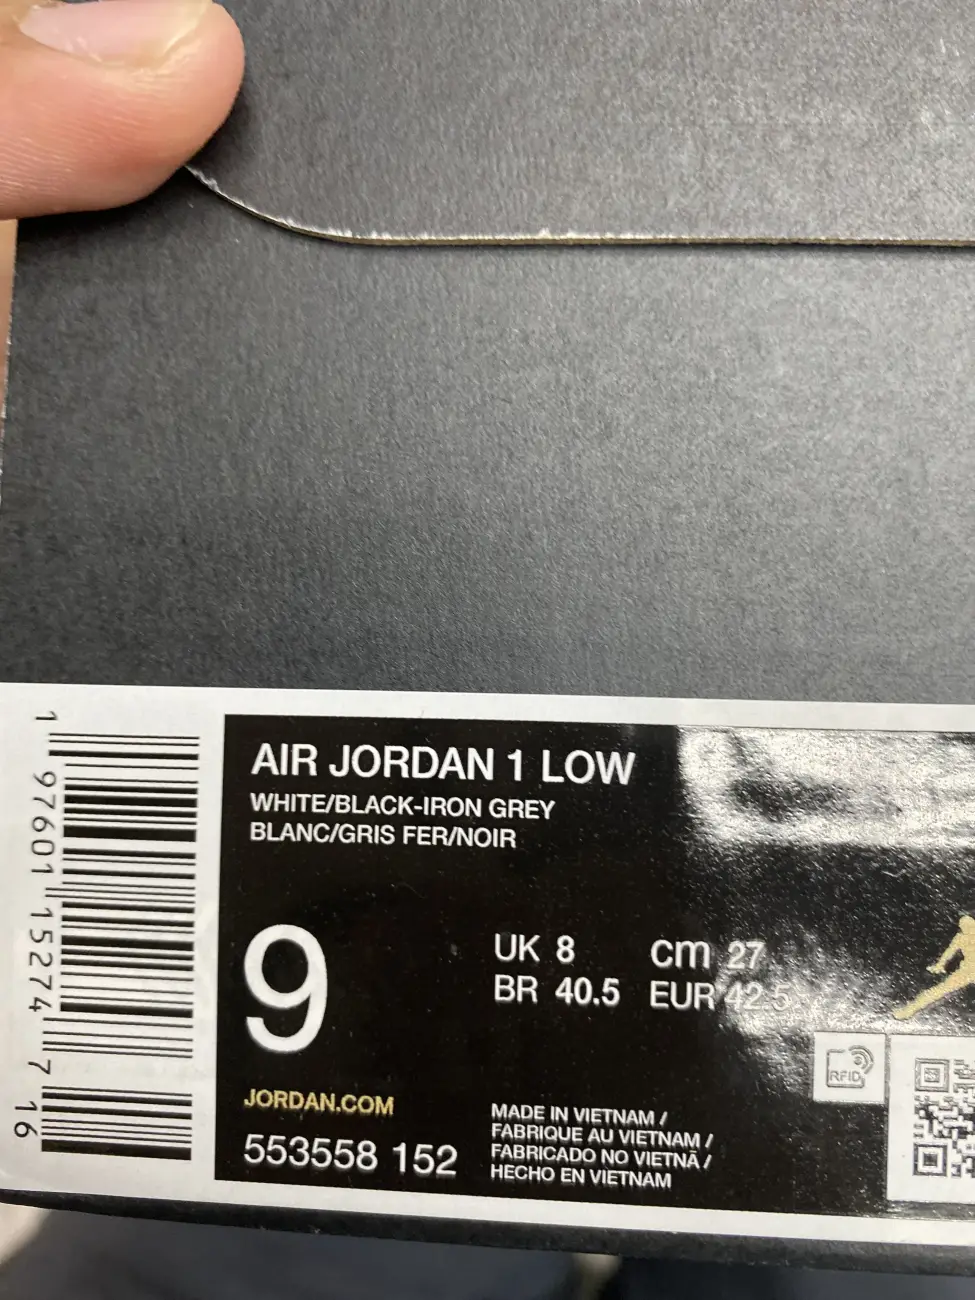 AIR JORDAN 1 LOW
WHITE/BLACK-IRON GREY
BLANC/GRIS FER/NOIR
9
UK 8
CM 27
BR 40.5
EUR 42.5
JORDAN.COM
553558 152
MADE IN VIETNAM /
FABRIQUE AU VIETNAM /
FABRICADO NO VIETNÃ /
HECHO EN VIETNAM
RFID
1 97601 15274 7 16